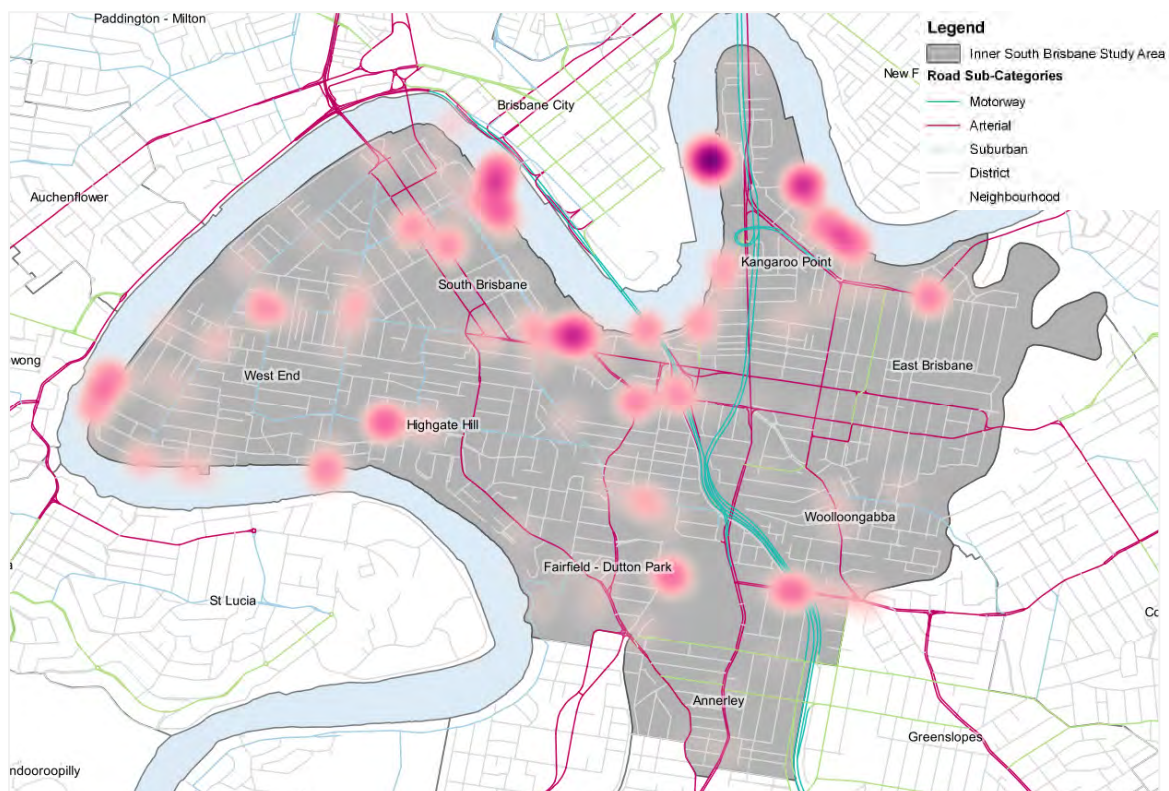 Paddington - Milton
Legend
Inner South Brisbane Study Area
New F
Road Sub-Categories
Brisbane City
Motorway
Arterial
Suburban
District
Auchenflower
Neighbourhood
Kangaroo Point
South Brisbane
wong
East Brisbane
West End
Highgate Hill
Woolloongabba
Fairfield - Dutton Park
a
St Lucia
Co
Annerley
Greenslopes
ndooroopilly